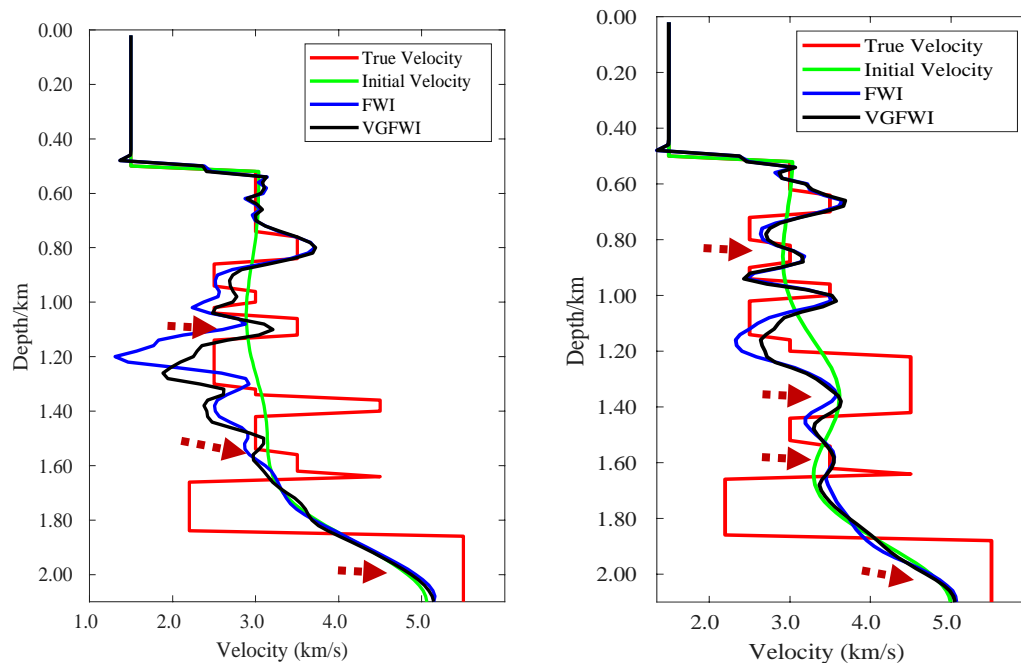 0.00
0.20
0.40
0.60
0.80
1.00
1.20
1.40
1.60
1.80
2.00
Depth/km
1.0
2.0
3.0
4.0
5.0
Velocity (km/s)
True Velocity
Initial Velocity
FWI
VGFWI
0.00
0.20
0.40
0.60
0.80
1.00
1.20
1.40
1.60
1.80
2.00
Depth/km
2.0
3.0
4.0
5.0
Velocity (km/s)
True Velocity
Initial Velocity
FWI
VGFWI